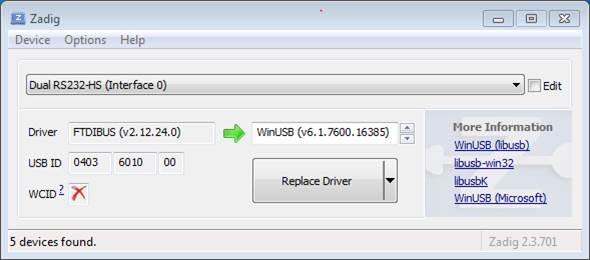 Zadig
Device Options Help
Dual RS232-HS (Interface 0) Edit
Driver FTDIBUS (v2.12.24.0) WinUSB (v6.1.7600.16385)
USB ID 0403 6010 00
WCID ?
Replace Driver
More Information
WinUSB (libusb)
libusb-win32
libusbK
WinUSB (Microsoft)
5 devices found. Zadig 2.3.701